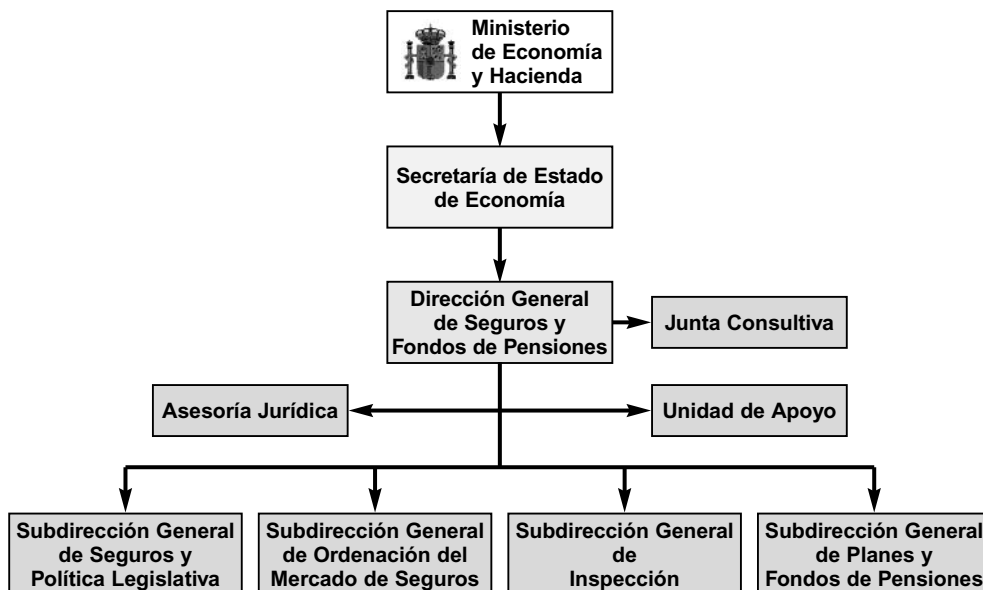 Ministerio
de Economía
y Hacienda
Secretaría de Estado
de Economía
Dirección General
de Seguros y
Fondos de Pensiones
Junta Consultiva
Asesoría Jurídica
Unidad de Apoyo
Subdirección General
de Seguros y
Política Legislativa
Subdirección General
de Ordenación del
Mercado de Seguros
Subdirección General
de
Inspección
Subdirección General
de Planes y
Fondos de Pensiones